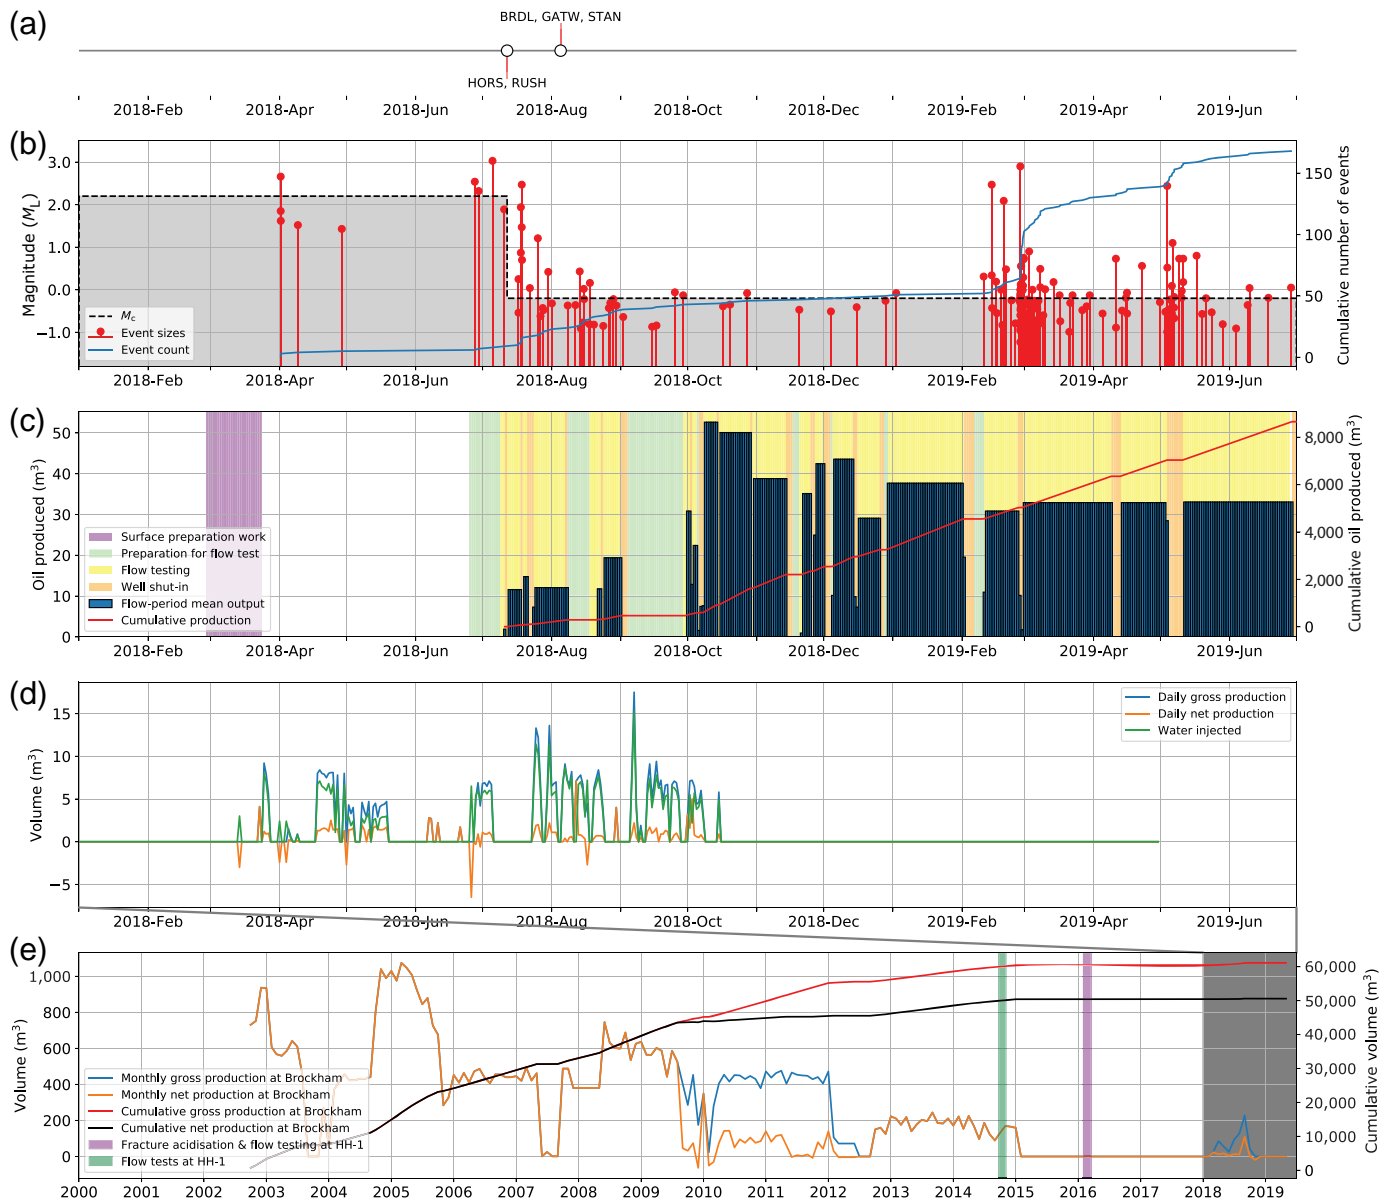 (a)
BRDL, GATW, STAN
HORS, RUSH
2018-Feb 2018-Apr 2018-Jun 2018-Aug 2018-Oct 2018-Dec 2019-Feb 2019-Apr 2019-Jun
(b)
Magnitude (ML)
3.0
2.0
1.0
0.0
−1.0
Mc
Event sizes
Event count
Cumulative number of events
150
100
50
0
2018-Feb 2018-Apr 2018-Jun 2018-Aug 2018-Oct 2018-Dec 2019-Feb 2019-Apr 2019-Jun
(c)
Oil produced (m³)
50
40
30
20
10
0
Surface preparation work
Preparation for flow test
Flow testing
Well shut-in
Flow-period mean output
Cumulative production
Cumulative oil produced (m³)
8,000
6,000
4,000
2,000
0
2018-Feb 2018-Apr 2018-Jun 2018-Aug 2018-Oct 2018-Dec 2019-Feb 2019-Apr 2019-Jun
(d)
Volume (m³)
15
10
5
0
−5
Daily gross production
Daily net production
Water injected
2018-Feb 2018-Apr 2018-Jun 2018-Aug 2018-Oct 2018-Dec 2019-Feb 2019-Apr 2019-Jun
(e)
Volume (m³)
1,000
800
600
400
200
0
Monthly gross production at Brockham
Monthly net production at Brockham
Cumulative gross production at Brockham
Cumulative net production at Brockham
Fracture acidisation & flow testing at HH-1
Flow tests at HH-1
Cumulative volume (m³)
60,000
50,000
40,000
30,000
20,000
10,000
0
2000 2001 2002 2003 2004 2005 2006 2007 2008 2009 2010 2011 2012 2013 2014 2015 2016 2017 2018 2019